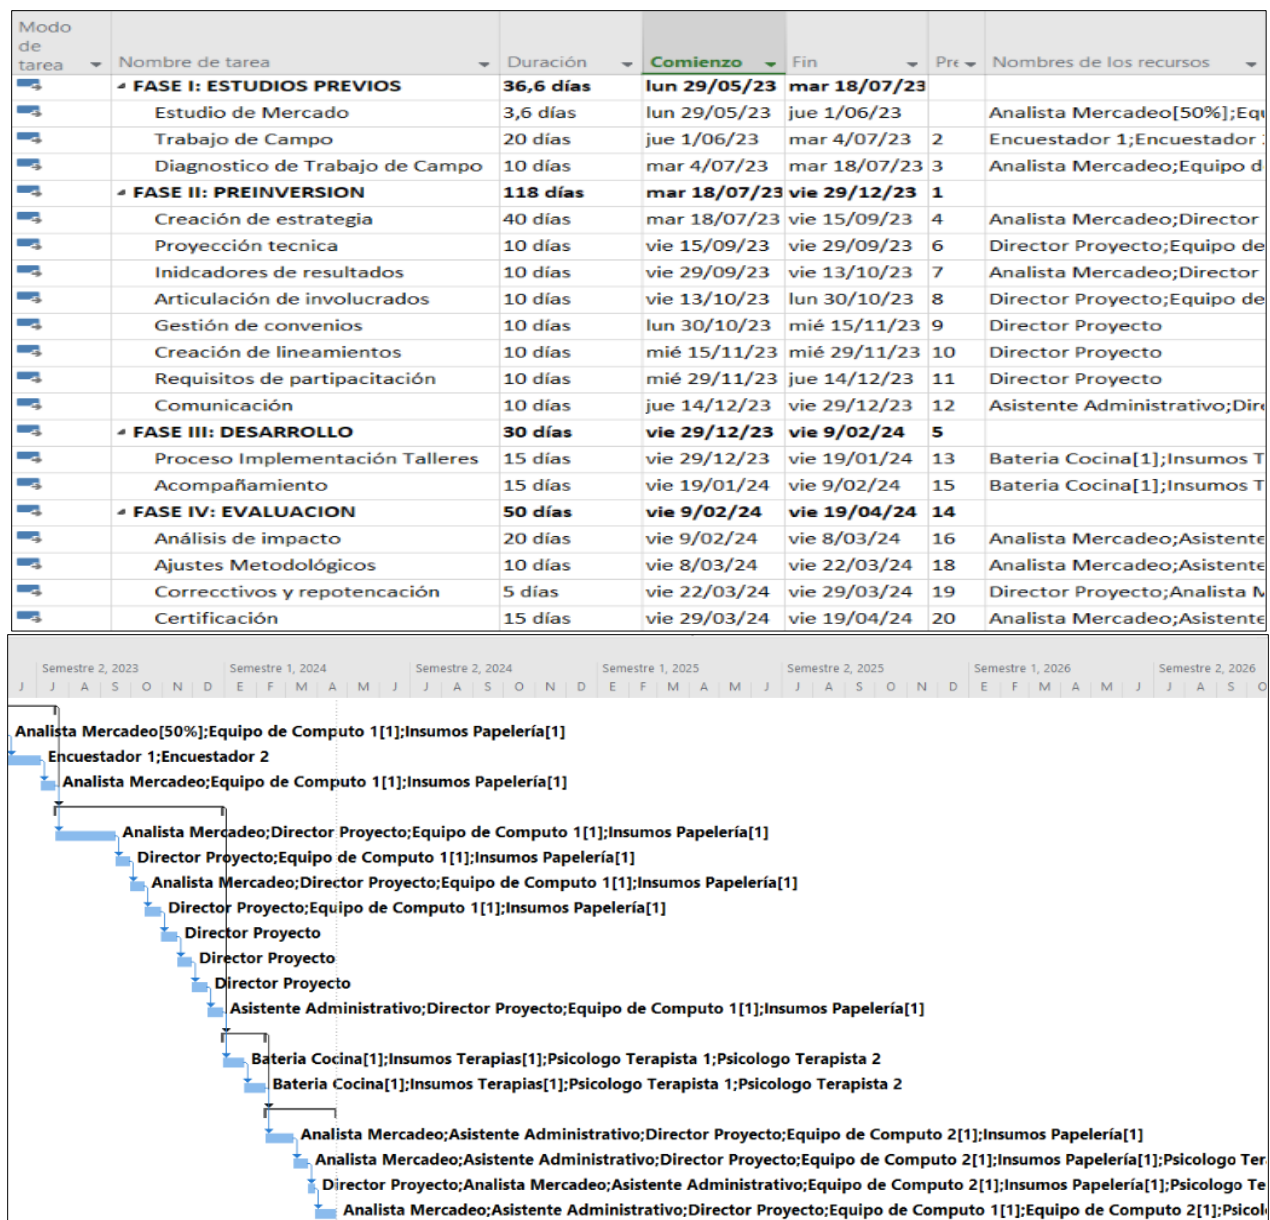 Modo de tarea Nombre de tarea Duración Comienzo Fin Pre Nombres de los recursos
FASE I: ESTUDIOS PREVIOS 36,6 días lun 29/05/23 mar 18/07/23
Estudio de Mercado 3,6 días lun 29/05/23 jue 1/06/23 Analista Mercadeo[50%];Equ
Trabajo de Campo 20 días jue 1/06/23 mar 4/07/23 2 Encuestador 1;Encuestador
Diagnostico de Trabajo de Campo 10 días mar 4/07/23 mar 18/07/23 3 Analista Mercadeo;Equipo d
FASE II: PREINVERSION 118 días mar 18/07/23 vie 29/12/23 1
Creación de estrategia 40 días mar 18/07/23 vie 15/09/23 4 Analista Mercadeo;Director
Proyección tecnica 10 días vie 15/09/23 vie 29/09/23 6 Director Proyecto;Equipo de
Inidcadores de resultados 10 días vie 29/09/23 vie 13/10/23 7 Analista Mercadeo;Director
Articulación de involucrados 10 días vie 13/10/23 lun 30/10/23 8 Director Proyecto;Equipo de
Gestión de convenios 10 días lun 30/10/23 mié 15/11/23 9 Director Proyecto
Creación de lineamientos 10 días mié 15/11/23 mié 29/11/23 10 Director Proyecto
Requisitos de partipacitación 10 días mié 29/11/23 jue 14/12/23 11 Director Proyecto
Comunicación 10 días jue 14/12/23 vie 29/12/23 12 Asistente Administrativo;Dire
FASE III: DESARROLLO 30 días vie 29/12/23 vie 9/02/24 5
Proceso Implementación Talleres 15 días vie 29/12/23 vie 19/01/24 13 Bateria Cocina[1];Insumos T
Acompañamiento 15 días vie 19/01/24 vie 9/02/24 15 Bateria Cocina[1];Insumos T
FASE IV: EVALUACION 50 días vie 9/02/24 vie 19/04/24 14
Análisis de impacto 20 días vie 9/02/24 vie 8/03/24 16 Analista Mercadeo;Asistente
Ajustes Metodológicos 10 días vie 8/03/24 vie 22/03/24 18 Analista Mercadeo;Asistente
Correcctivos y repotencación 5 días vie 22/03/24 vie 29/03/24 19 Director Proyecto;Analista M
Certificación 15 días vie 29/03/24 vie 19/04/24 20 Analista Mercadeo;Asistente
Semestre 2, 2023 Semestre 1, 2024 Semestre 2, 2024 Semestre 1, 2025 Semestre 2, 2025 Semestre 1, 2026 Semestre 2, 2026
J J A S O N D E F M A M J J A S O N D E F M A M J J A S O N D E F M A M J J A S O
Analista Mercadeo[50%];Equipo de Computo 1[1];Insumos Papelería[1]
Encuestador 1;Encuestador 2
Analista Mercadeo;Equipo de Computo 1[1];Insumos Papelería[1]
Analista Mercadeo;Director Proyecto;Equipo de Computo 1[1];Insumos Papelería[1]
Director Proyecto;Equipo de Computo 1[1];Insumos Papelería[1]
Analista Mercadeo;Director Proyecto;Equipo de Computo 1[1];Insumos Papelería[1]
Director Proyecto;Equipo de Computo 1[1];Insumos Papelería[1]
Director Proyecto
Director Proyecto
Director Proyecto
Asistente Administrativo;Director Proyecto;Equipo de Computo 1[1];Insumos Papelería[1]
Bateria Cocina[1];Insumos Terapias[1];Psicologo Terapista 1;Psicologo Terapista 2
Bateria Cocina[1];Insumos Terapias[1];Psicologo Terapista 1;Psicologo Terapista 2
Analista Mercadeo;Asistente Administrativo;Director Proyecto;Equipo de Computo 2[1];Insumos Papelería[1]
Analista Mercadeo;Asistente Administrativo;Director Proyecto;Equipo de Computo 2[1];Insumos Papelería[1];Psicologo Ter
Director Proyecto;Analista Mercadeo;Asistente Administrativo;Equipo de Computo 2[1];Insumos Papelería[1];Psicologo Te
Analista Mercadeo;Asistente Administrativo;Director Proyecto;Equipo de Computo 1[1];Equipo de Computo 2[1];Psicol